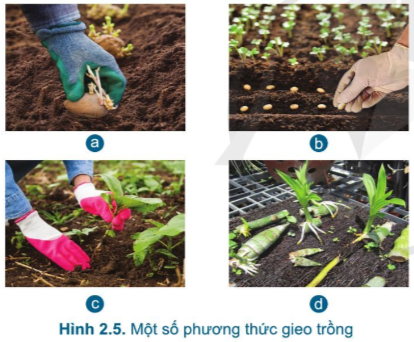 a
b
c
d
Hình 2.5. Một số phương thức gieo trồng